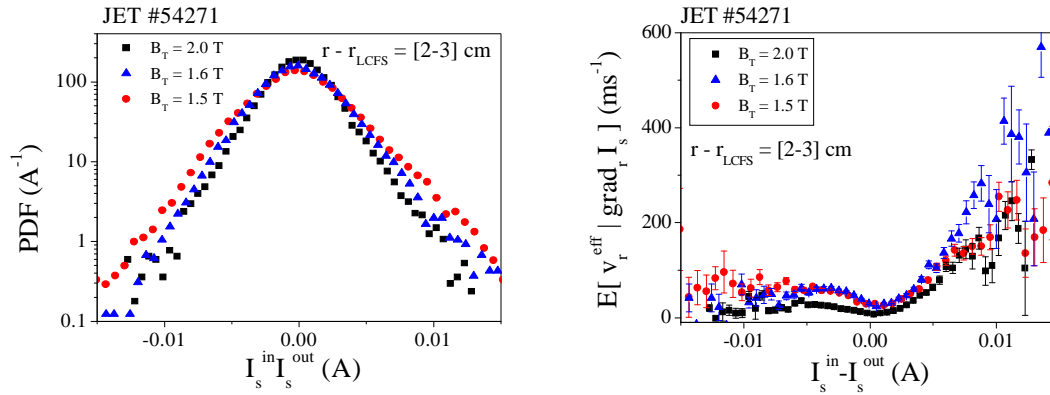 JET #54271
B_T = 2.0 T
B_T = 1.6 T
B_T = 1.5 T
r - r_LCFS = [2-3] cm
100
10
1
0.1
PDF (A^-1)
-0.01 0.00 0.01
I_s^in I_s^out (A)
JET #54271
B_T = 2.0 T
B_T = 1.6 T
B_T = 1.5 T
r - r_LCFS = [2-3] cm
600
400
200
0
E[ v_r^eff | grad_r I_s ] (ms^-1)
-0.01 0.00 0.01
I_s^in-I_s^out (A)